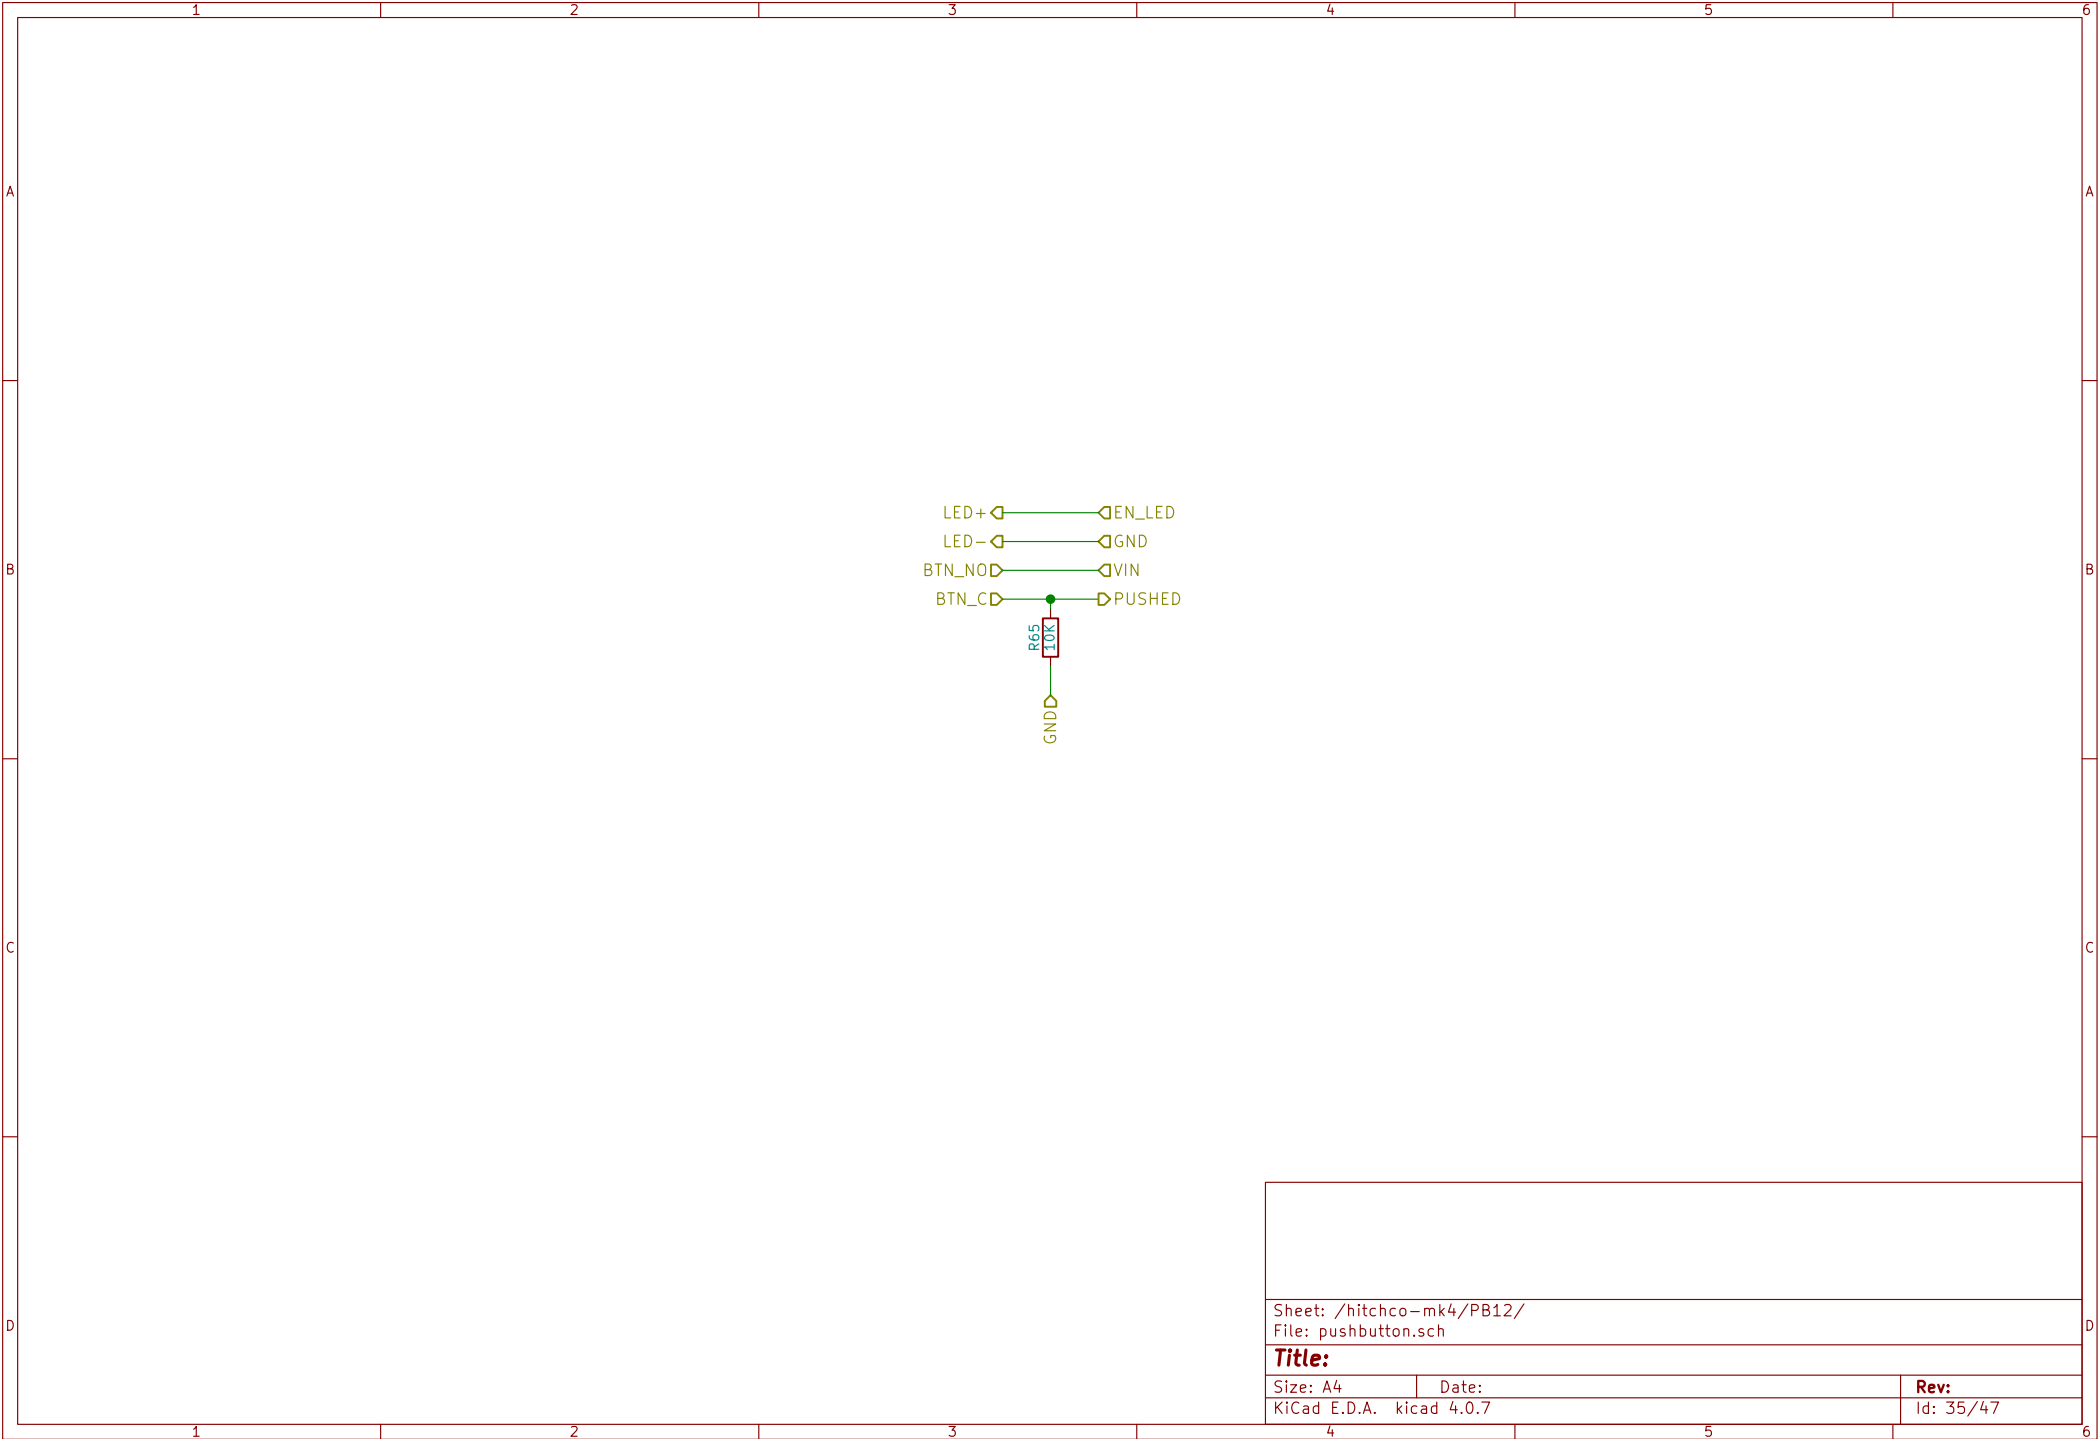 1 2 3 4 5 6
A A
LED+ EN_LED
LED- GND
B B
BTN_NO VIN
BTN_C PUSHED
R65
10K
GND
C C
Sheet: /hitchco-mk4/PB12/
D D
File: pushbutton.sch
Title:
Size: A4 Date: Rev:
KiCad E.D.A. kicad 4.0.7 Id: 35/47
1 2 3 4 5 6